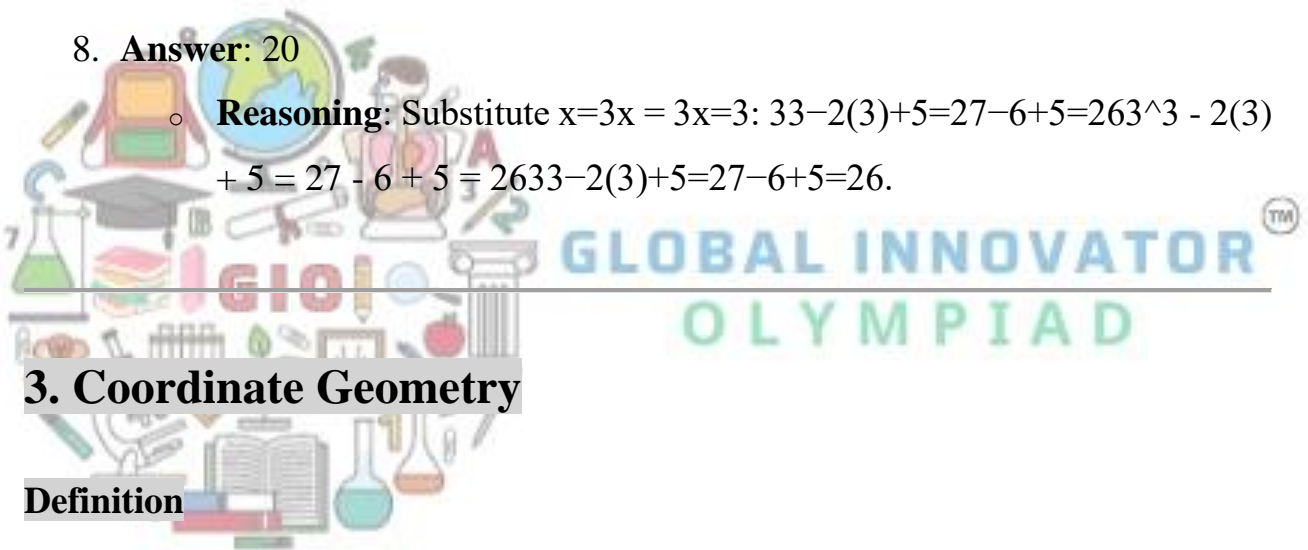 8. Answer: 20
o Reasoning: Substitute x=3x = 3x=3: 33−2(3)+5=27−6+5=263^3 - 2(3)
+ 5 = 27 - 6 + 5 = 2633−2(3)+5=27−6+5=26.
GLOBAL INNOVATOR TM
GIO!
OLYMPIAD
3. Coordinate Geometry
Definition